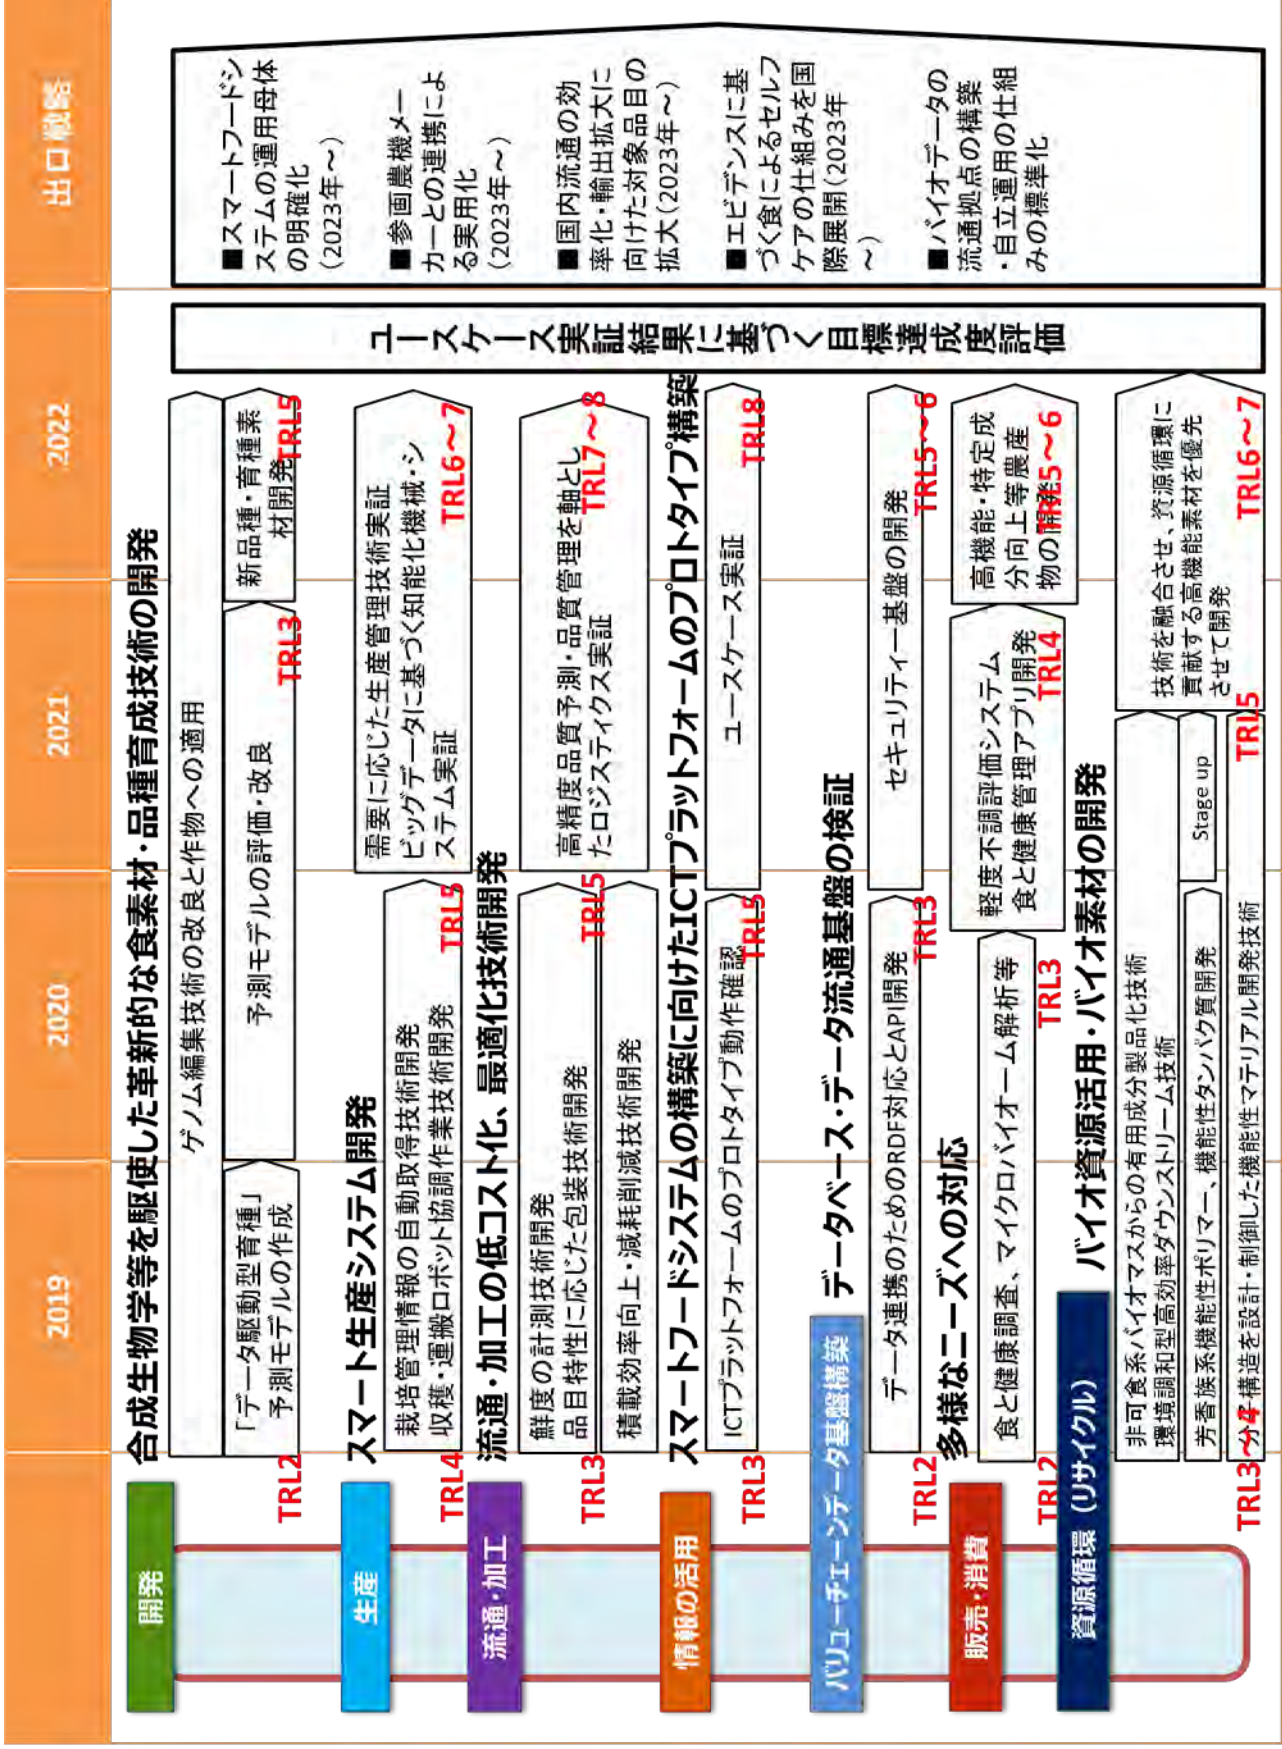 2019
2020
2021
2022
出口戦略
開発
合成生物学等を駆使した革新的な食素材・品種育成技術の開発
ゲノム編集技術の改良と作物への適用
TRL2
「データ駆動型育種」
予測モデルの作成
予測モデルの評価・改良
TRL3
新品種・育種素
材開発
TRL5
生産
スマート生産システム開発
TRL4
栽培管理情報の自動取得技術開発
収穫・運搬ロボット協調作業技術開発
TRL5
需要に応じた生産管理技術実証
ビッグデータに基づく知能化機械・シ
ステム実証
TRL6～7
流通・加工
流通・加工の低コスト化、最適化技術開発
TRL3
鮮度の計測技術開発
品目特性に応じた包装技術開発
積載効率向上・減耗削減技術開発
TRL5
高精度品質予測・品質管理を軸とし
たロジスティクス実証
TRL7～8
情報の活用
スマートフードシステムの構築に向けたICTプラットフォームのプロトタイプ構築
TRL3
ICTプラットフォームのプロトタイプ動作確認
TRL5
ユースケース実証
TRL8
バリューチェーンデータ基盤構築
データベース・データ流通基盤の検証
TRL2
データ連携のためのRDF対応とAPI開発
TRL3
セキュリティー基盤の開発
TRL5～6
販売・消費
多様なニーズへの対応
TRL2
食と健康調査、マイクロバイオーム解析等
TRL3
軽度不調評価システム
食と健康管理アプリ開発
TRL4
高機能・特定成
分向上等農産
物の開発
TRL5～6
資源循環（リサイクル）
バイオ資源活用・バイオ素材の開発
非可食系バイオマスからの有用成分製品化技術
環境調和型高効率ダウンストリーム技術
芳香族系機能性ポリマー、機能性タンパク質開発
Stage up
TRL3～4
分子構造を設計・制御した機能性マテリアル開発技術
TRL5
技術を融合させ、資源循環に
貢献する高機能素材を優先
させて開発
TRL6～7
ユースケース実証結果に基づく目標達成度評価
■スマートフードシ
ステムの運用母体
の明確化
（2023年～）
■参画農機メー
カーとの連携によ
る実用化
（2023年～）
■国内流通の効
率化・輸出拡大に
向けた対象品目の
拡大（2023年～）
■エビデンスに基
づく食によるセルフ
ケアの仕組みを国
際展開（2023年
～）
■バイオデータの
流通拠点の構築
・自立運用の仕組
みの標準化